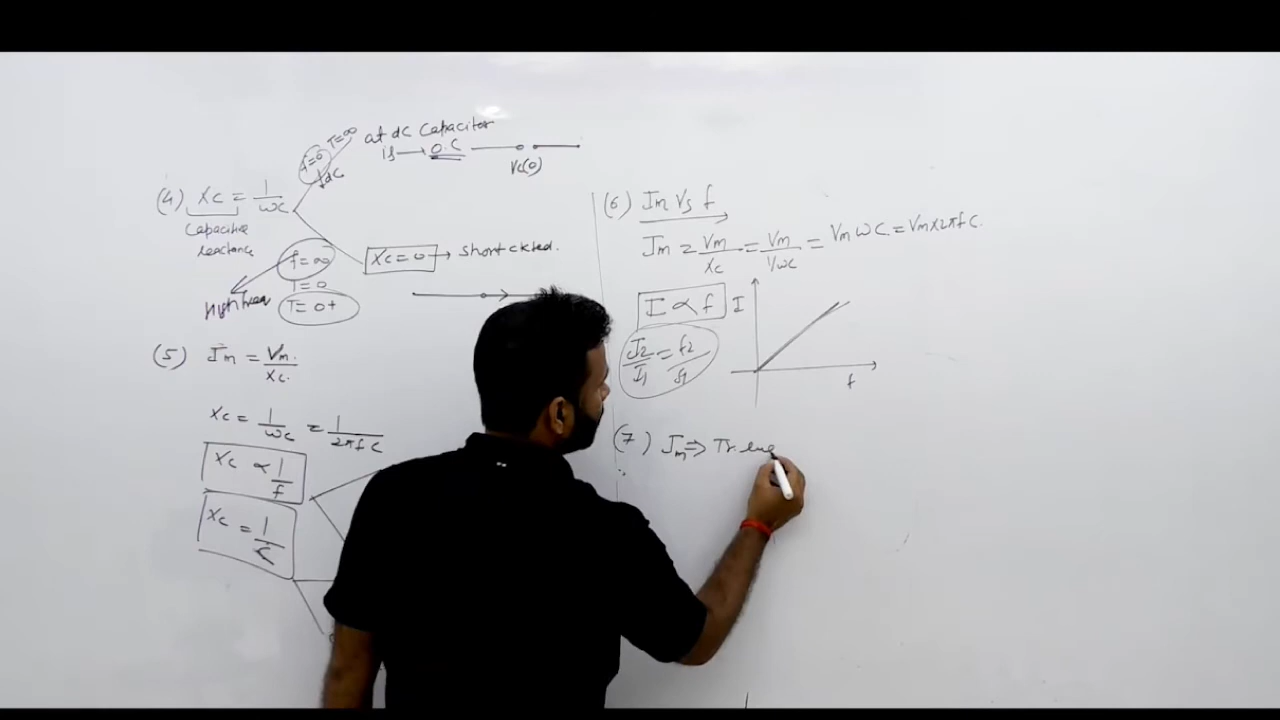 at dc Capacitor
T=∞
is → O.C
f=0
Vc(0)
dc
(4) Xc = 1/ωC
Capacitive
reactance
f=∞
Xc=0 → Short ckted.
T=0
T=0+
(5) Im = Vm/Xc.
Xc = 1/ωC = 1/2πfC
Xc ∝ 1/f
Xc = 1/C
(6) Im Vs f
Im = Vm/Xc = Vm/1/ωC = Vm ωC = Vm x 2πf C.
I ∝ f
I
I2/I1 = f2/f1
f
(7) Im ⇒